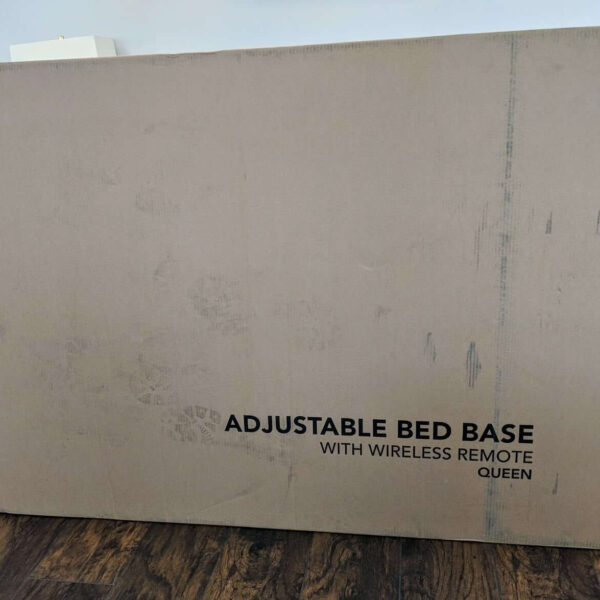 ADJUSTABLE BED BASE
WITH WIRELESS REMOTE
QUEEN